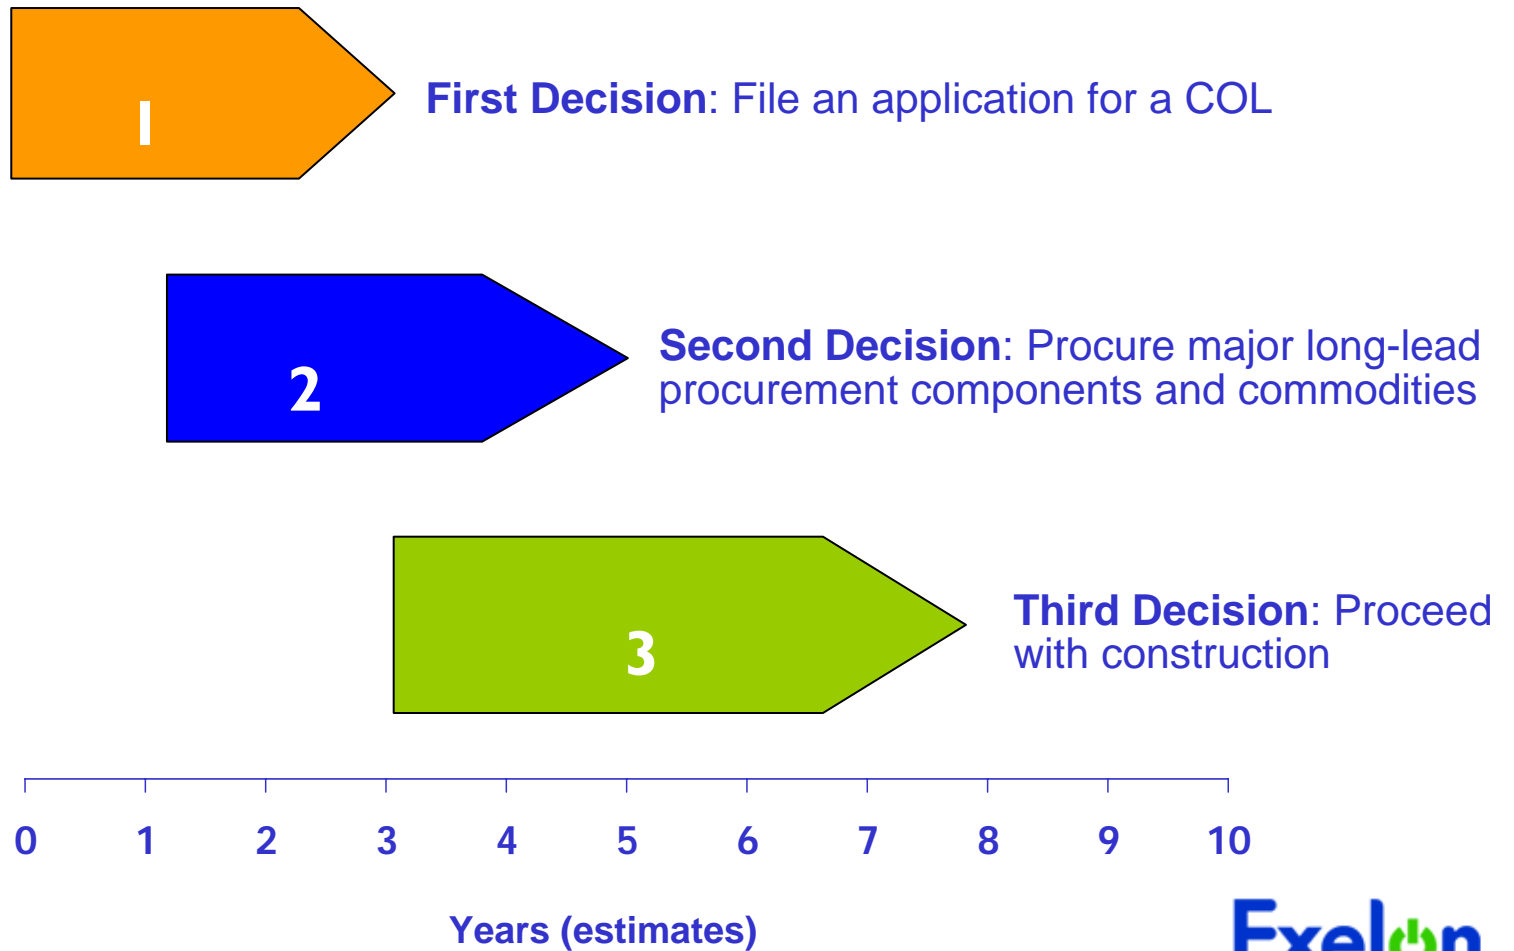 1
First Decision: File an application for a COL
2
Second Decision: Procure major long-lead
procurement components and commodities
3
Third Decision: Proceed
with construction
0 1 2 3 4 5 6 7 8 9 10
Years (estimates)
Exelon